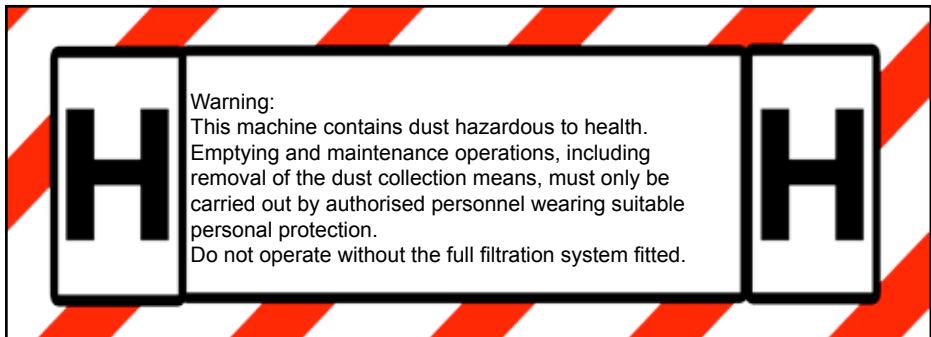 H
Warning:
This machine contains dust hazardous to health.
Emptying and maintenance operations, including
removal of the dust collection means, must only be
carried out by authorised personnel wearing suitable
personal protection.
Do not operate without the full filtration system fitted.
H